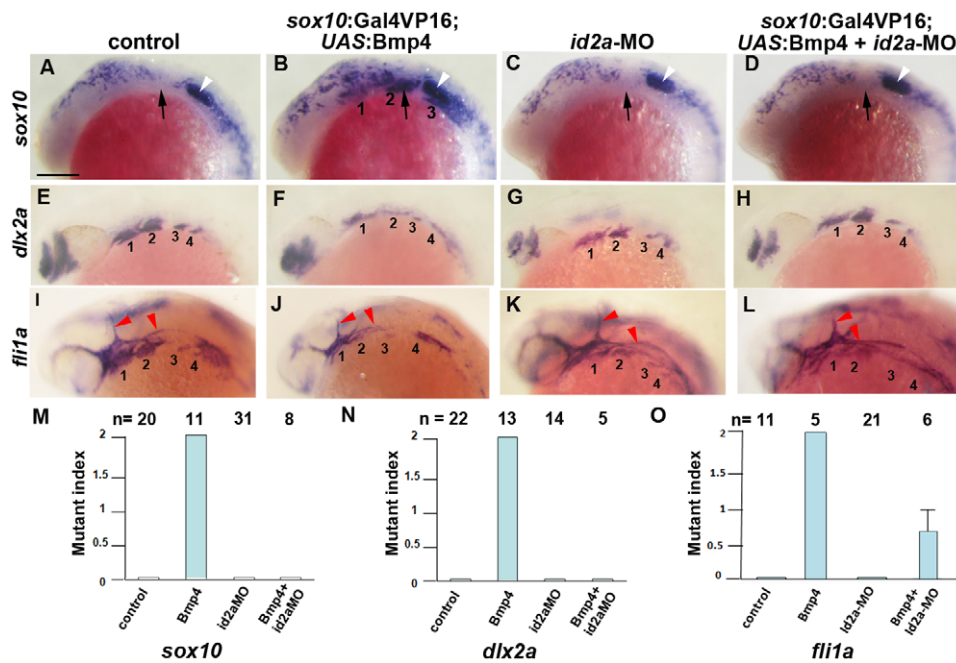 control
sox10:Gal4VP16;
UAS:Bmp4
id2a-MO
sox10:Gal4VP16;
UAS:Bmp4 + id2a-MO
sox10
A
B
1 2 3
C
D
dlx2a
E
1 2 3 4
F
1 2 3 4
G
1 2 3 4
H
1 2 3 4
fli1a
I
1 2 3 4
J
1 2 3 4
K
1 2 3 4
L
1 2 3 4
M
n= 20 11 31 8
Mutant index
2
1.5
1
0.5
0
control
Bmp4
id2aMO
Bmp4+
id2aMO
sox10
N
n = 22 13 14 5
Mutant index
2
1.5
1
0.5
0
control
Bmp4
id2aMO
Bmp4+
id2aMO
dlx2a
O
n= 11 5 21 6
Mutant index
2
1.5
1
0.5
0
control
Bmp4
id2a-MO
Bmp4+
id2a-MO
fli1a